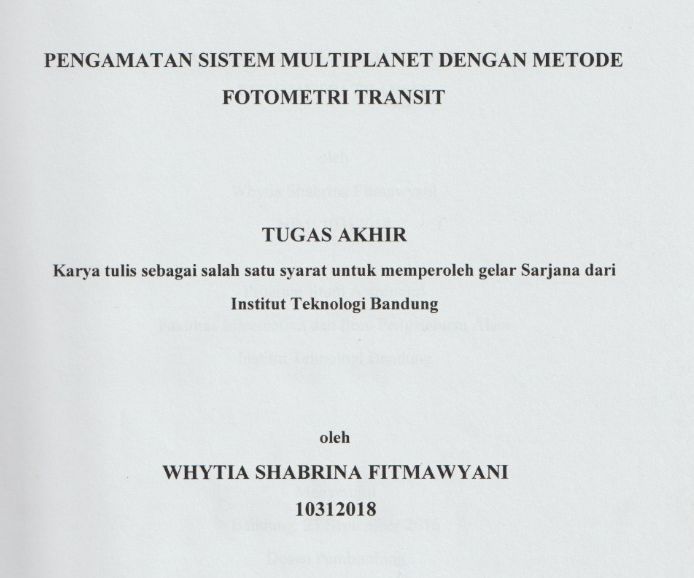 PENGAMATAN SISTEM MULTIPLANET DENGAN METODE
FOTOMETRI TRANSIT
TUGAS AKHIR
Karya tulis sebagai salah satu syarat untuk memperoleh gelar Sarjana dari
Institut Teknologi Bandung
oleh
WHYTIA SHABRINA FITMAWYANI
10312018